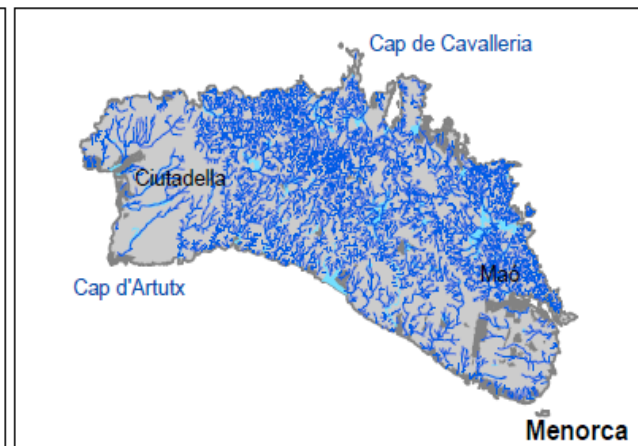 Cap de Cavalleria
Ciutadella
Maó
Cap d'Artutx
Menorca